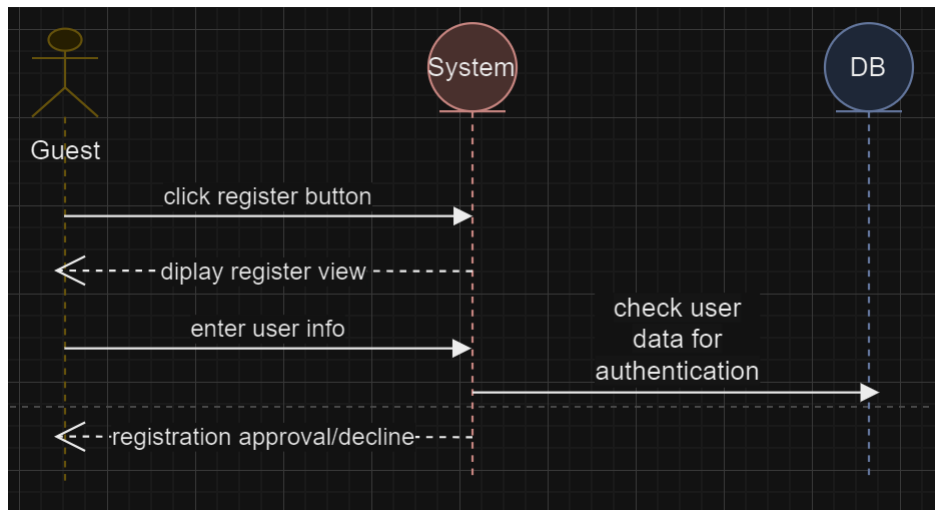 System
DB
Guest
click register button
diplay register view
enter user info
check user
data for
authentication
registration approval/decline